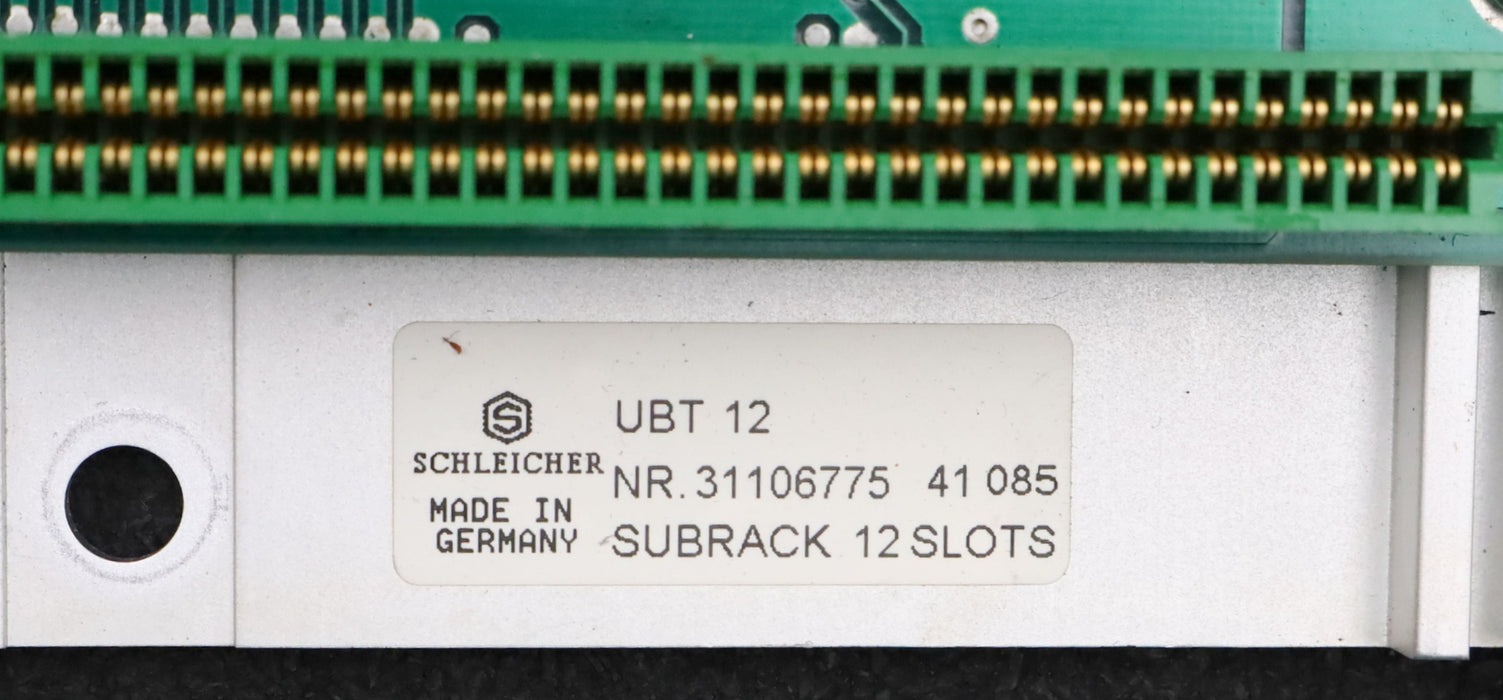 S
SCHLEICHER
MADE IN
GERMANY
UBT 12
NR. 31106775 41 085
SUBRACK 12 SLOTS